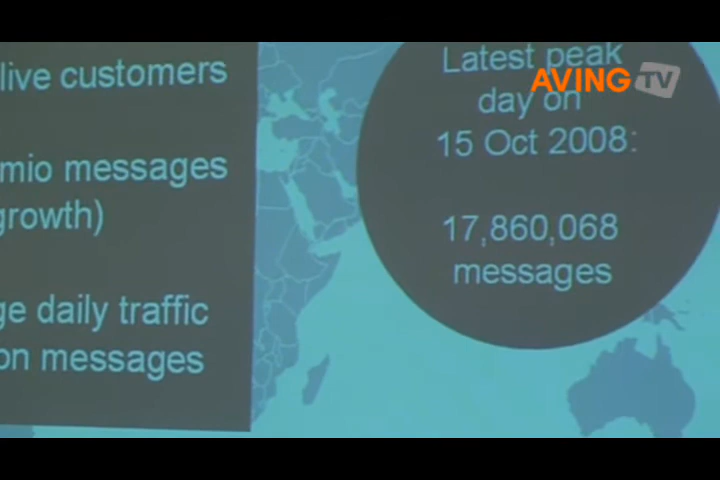 live customers
mio messages
growth)
ge daily traffic
on messages
Latest peak
day on
15 Oct 2008:
17,860,068
messages
AVING TV